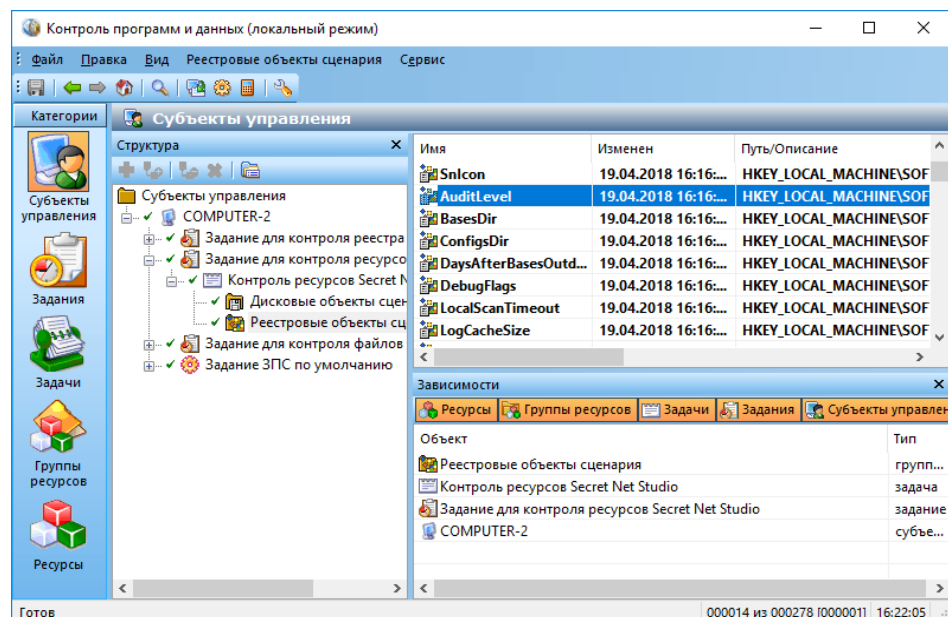 Контроль программ и данных (локальный режим)
Файл Правка Вид Реестровые объекты сценария Сервис
Категории
Субъекты управления
Задания
Задачи
Группы ресурсов
Ресурсы
Субъекты управления
Структура
Субъекты управления
COMPUTER-2
Задание для контроля реестра
Задание для контроля ресурсо
Контроль ресурсов Secret N
Дисковые объекты сцен
Реестровые объекты сц
Задание для контроля файлов
Задание ЗПС по умолчанию
Имя Изменен Путь/Описание
SnIcon 19.04.2018 16:16:... HKEY_LOCAL_MACHINE\SOF
AuditLevel 19.04.2018 16:16:... HKEY_LOCAL_MACHINE\SOF
BasesDir 19.04.2018 16:16:... HKEY_LOCAL_MACHINE\SOF
ConfigsDir 19.04.2018 16:16:... HKEY_LOCAL_MACHINE\SOF
DaysAfterBasesOutd... 19.04.2018 16:16:... HKEY_LOCAL_MACHINE\SOF
DebugFlags 19.04.2018 16:16:... HKEY_LOCAL_MACHINE\SOF
LocalScanTimeout 19.04.2018 16:16:... HKEY_LOCAL_MACHINE\SOF
LogCacheSize 19.04.2018 16:16:... HKEY_LOCAL_MACHINE\SOF
Зависимости
Ресурсы Группы ресурсов Задачи Задания Субъекты управлен
Объект Тип
Реестровые объекты сценария групп...
Контроль ресурсов Secret Net Studio задача
Задание для контроля ресурсов Secret Net Studio задание
COMPUTER-2 субъе...
Готов 000014 из 000278 [000001] 16:22:05